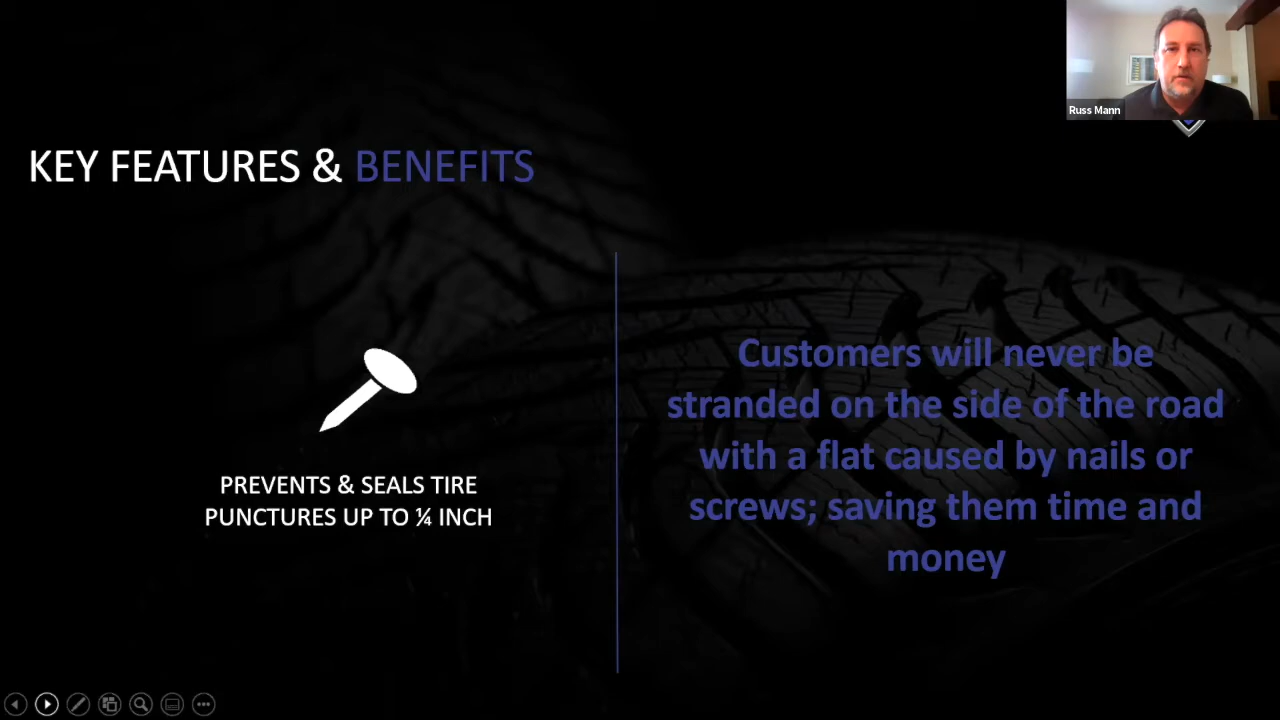 Russ Mann
KEY FEATURES & BENEFITS
PREVENTS & SEALS TIRE
PUNCTURES UP TO ¼ INCH
Customers will never be
stranded on the side of the road
with a flat caused by nails or
screws; saving them time and
money